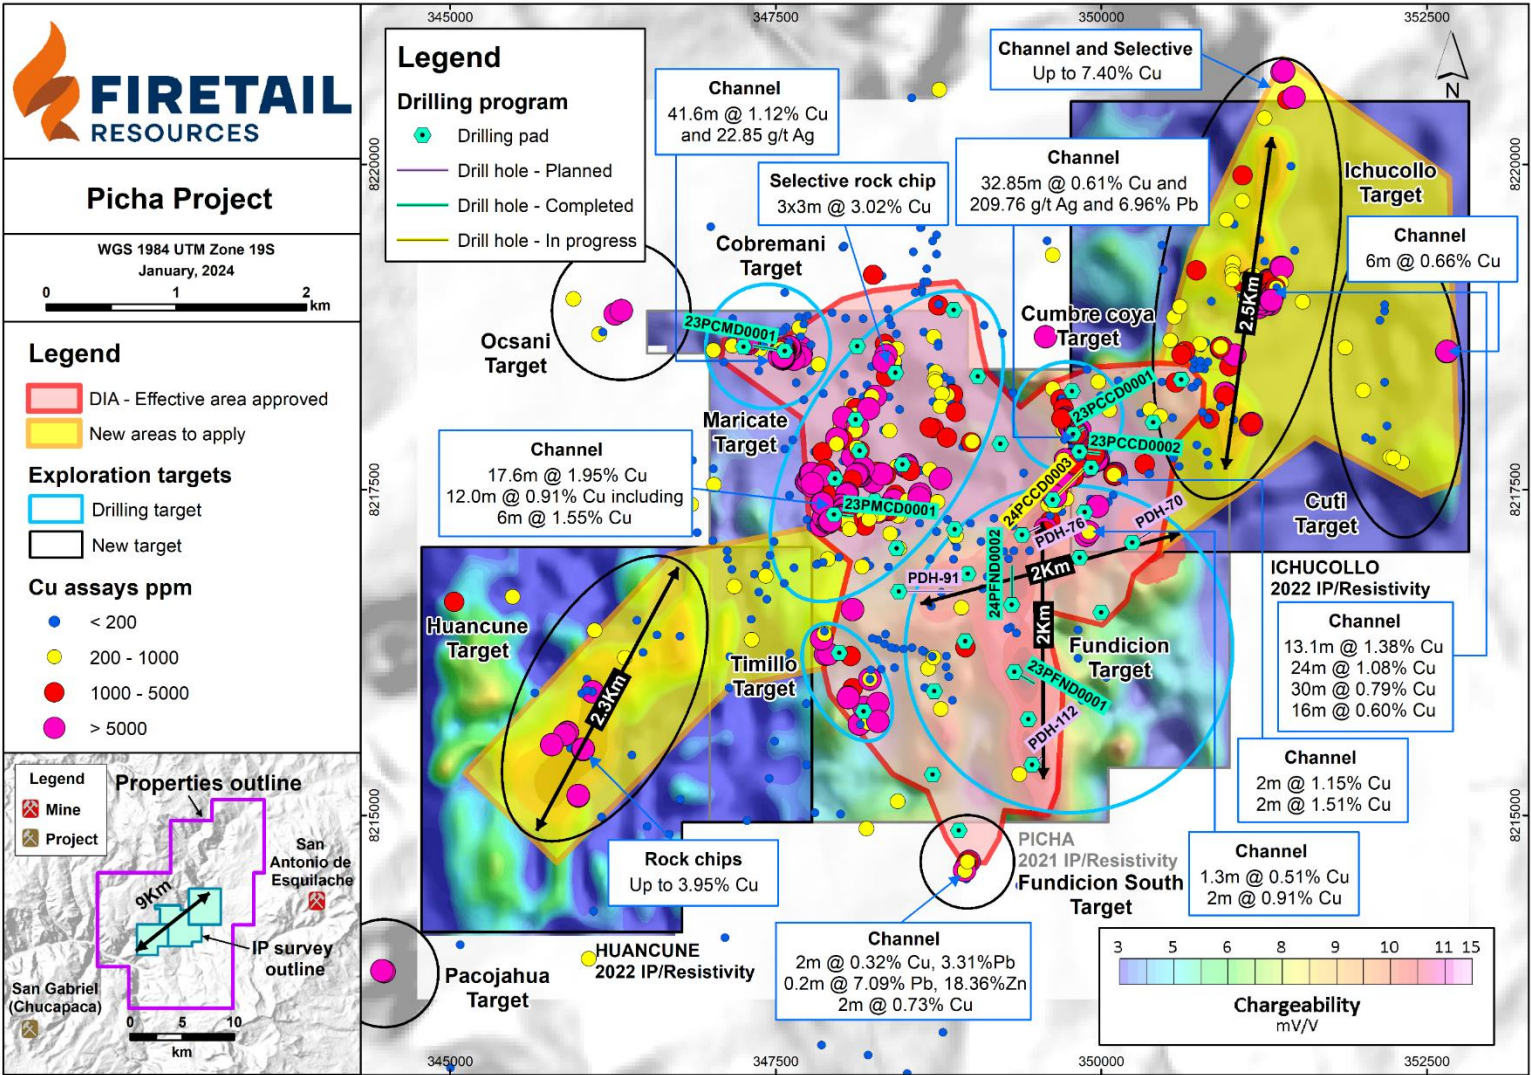 FIRETAIL
RESOURCES
Picha Project
WGS 1984 UTM Zone 19S
January, 2024
0 1 2
km
Legend
DIA - Effective area approved
New areas to apply
Exploration targets
Drilling target
New target
Cu assays ppm
< 200
200 - 1000
1000 - 5000
> 5000
Legend
Mine
Project
Properties outline
San
Antonio de
Esquilache
9Km
IP survey
outline
San Gabriel
(Chucapaca)
0 5 10
km
345000 347500 350000 352500
8220000
8217500
8215000
8220000
8217500
8215000
345000 347500 350000 352500
Legend
Drilling program
Drilling pad
Drill hole - Planned
Drill hole - Completed
Drill hole - In progress
Channel
41.6m @ 1.12% Cu
and 22.85 g/t Ag
Selective rock chip
3x3m @ 3.02% Cu
Channel
32.85m @ 0.61% Cu and
209.76 g/t Ag and 6.96% Pb
Channel and Selective
Up to 7.40% Cu
N
Ichucollo
Target
Channel
6m @ 0.66% Cu
Cobremani
Target
23PCMD0001
Ocsani
Target
Cumbre coya
Target
2.5Km
23PCCD0001
23PCCD0002
24PCCD0003
Maricate
Target
Channel
17.6m @ 1.95% Cu
12.0m @ 0.91% Cu including
6m @ 1.55% Cu
23PMCD0001
Cuti
Target
PDH-76
PDH-70
PDH-91
24PFND0002
2Km
2Km
ICHUCOLLO
2022 IP/Resistivity
Channel
13.1m @ 1.38% Cu
24m @ 1.08% Cu
30m @ 0.79% Cu
16m @ 0.60% Cu
Huancune
Target
2.3Km
Timillo
Target
Fundicion
Target
23PFND0001
PDH-112
Channel
2m @ 1.15% Cu
2m @ 1.51% Cu
Rock chips
Up to 3.95% Cu
PICHA
2021 IP/Resistivity
Fundicion South
Target
Channel
1.3m @ 0.51% Cu
2m @ 0.91% Cu
Channel
2m @ 0.32% Cu, 3.31%Pb
0.2m @ 7.09% Pb, 18.36%Zn
2m @ 0.73% Cu
HUANCUNE
2022 IP/Resistivity
Pacojahua
Target
3 5 6 8 9 10 11 15
Chargeability
mV/V